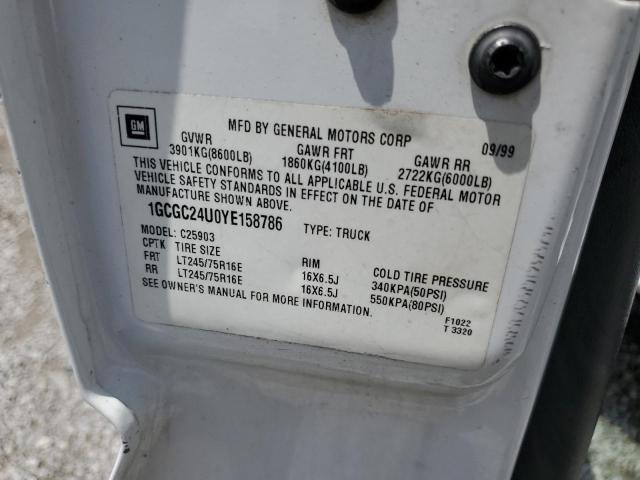 GM
MFD BY GENERAL MOTORS CORP 09/99
GVWR GAWR FRT GAWR RR
3901KG(8600LB) 1860KG(4100LB) 2722KG(6000LB)
THIS VEHICLE CONFORMS TO ALL APPLICABLE U.S. FEDERAL MOTOR
VEHICLE SAFETY STANDARDS IN EFFECT ON THE DATE OF
MANUFACTURE SHOWN ABOVE.
1GCGC24U0YE158786 TYPE: TRUCK
MODEL: C25903
CPTK TIRE SIZE RIM COLD TIRE PRESSURE
FRT LT245/75R16E 16X6.5J 340KPA(50PSI)
RR LT245/75R16E 16X6.5J 550KPA(80PSI)
SEE OWNER'S MANUAL FOR MORE INFORMATION.
F1022
T 3320